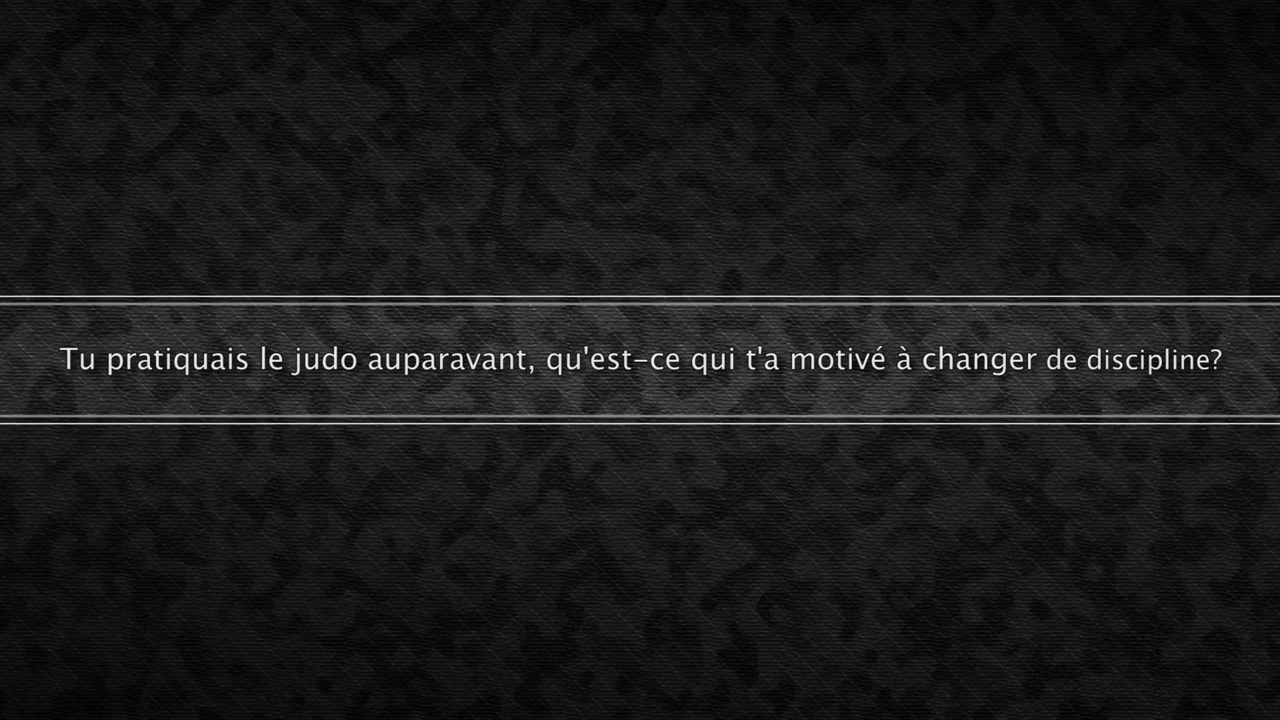 Tu pratiquais le judo auparavant, qu'est-ce qui t'a motivé à changer de discipline?